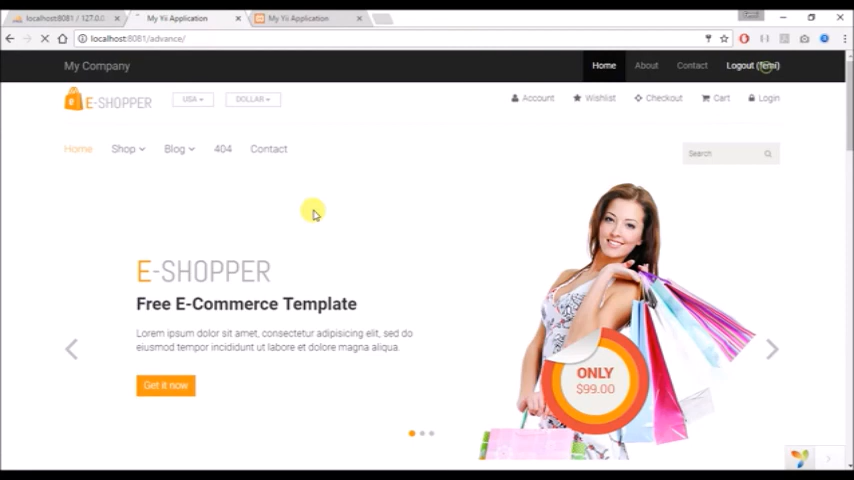 localhost:8081 / 127.0.0
My Yii Application
My Yii Application
localhost:8081/advance/
My Company
Home
About
Contact
Logout
E-SHOPPER
USA
DOLLAR
Account
Wishlist
Checkout
Cart
Login
Home
Shop
Blog
404
Contact
Search
E-SHOPPER
Free E-Commerce Template
Lorem ipsum dolor sit amet, consectetur adipisicing elit, sed do
eiusmod tempor incididunt ut labore et dolore magna aliqua.
Get it now
ONLY
$99.00